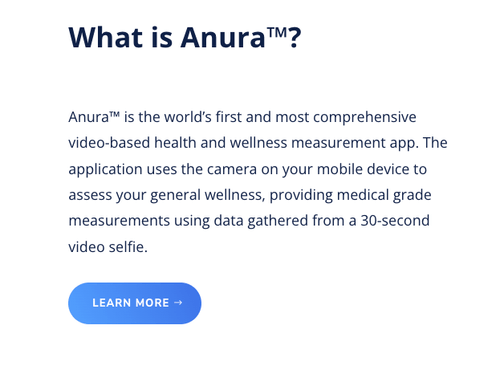 What is Anura™?
Anura™ is the world’s first and most comprehensive
video-based health and wellness measurement app. The
application uses the camera on your mobile device to
assess your general wellness, providing medical grade
measurements using data gathered from a 30-second
video selfie.
LEARN MORE →